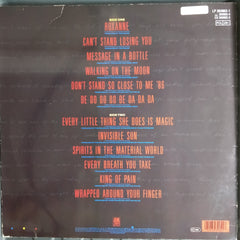 ROXANNE
CAN'T STAND LOSING YOU
MESSAGE IN A BOTTLE
WALKING ON THE MOON
DON'T STAND SO CLOSE TO ME '86
DE DO DO DO DE DA DA DA
EVERY LITTLE THING SHE DOES IS MAGIC
INVISIBLE SUN
SPIRITS IN THE MATERIAL WORLD
EVERY BREATH YOU TAKE
KING OF PAIN
WRAPPED AROUND YOUR FINGER